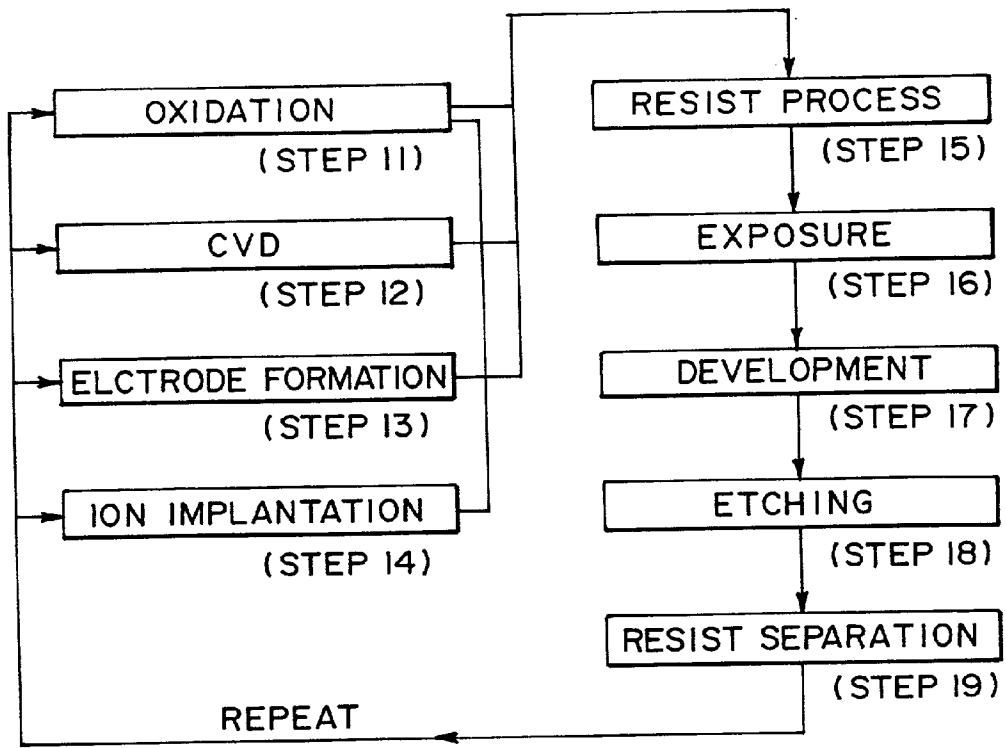 OXIDATION
(STEP 11)
CVD
(STEP 12)
ELCTRODE FORMATION
(STEP 13)
ION IMPLANTATION
(STEP 14)
RESIST PROCESS
(STEP 15)
EXPOSURE
(STEP 16)
DEVELOPMENT
(STEP 17)
ETCHING
(STEP 18)
RESIST SEPARATION
(STEP 19)
REPEAT